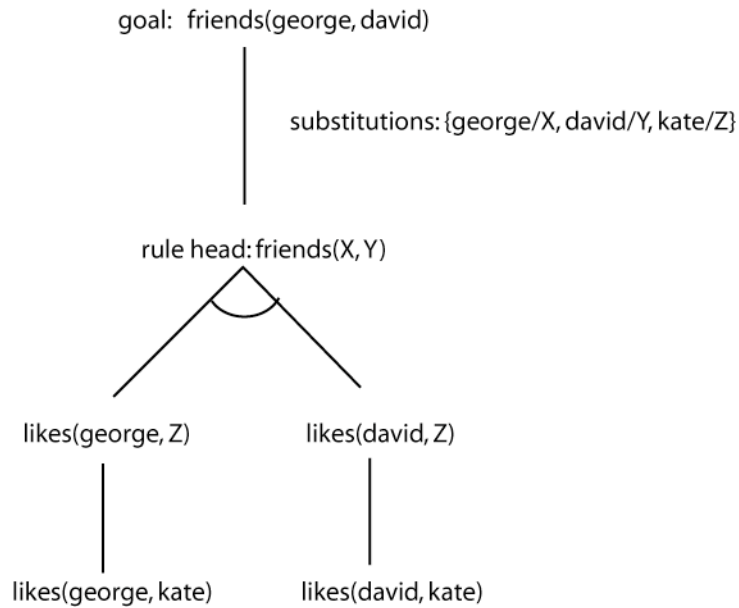 goal: friends(george, david)
substitutions: {george/X, david/Y, kate/Z}
rule head: friends(X, Y)
likes(george, Z) likes(david, Z)
likes(george, kate) likes(david, kate)